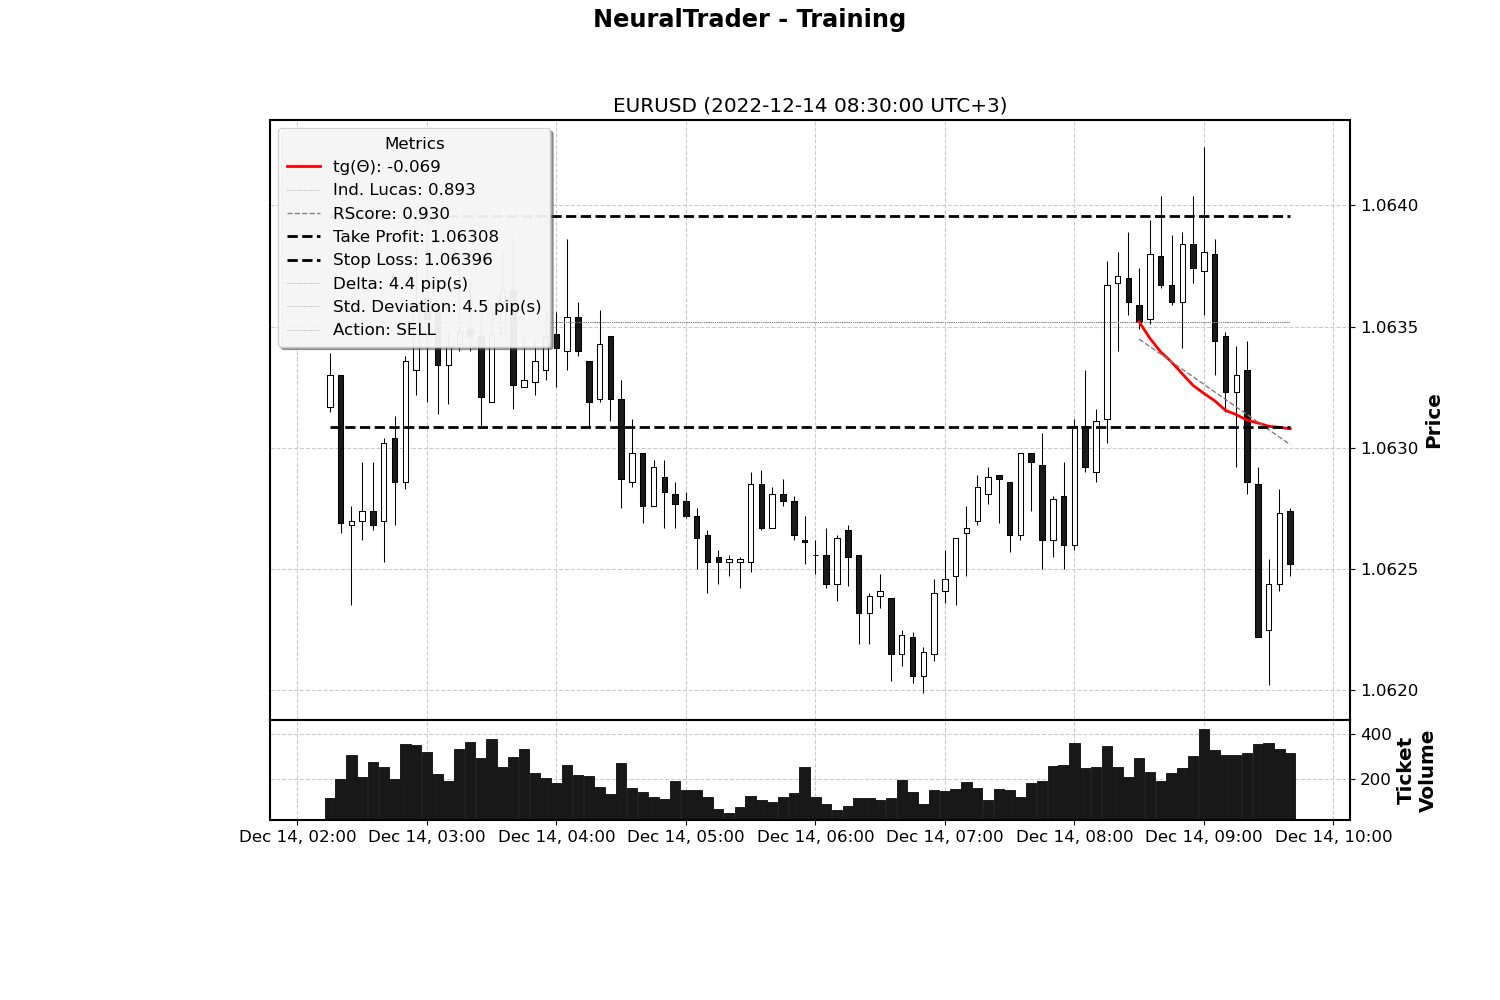 NeuralTrader - Training
EURUSD (2022-12-14 08:30:00 UTC+3)
Metrics
tg(Θ): -0.069
Ind. Lucas: 0.893
RScore: 0.930
Take Profit: 1.06308
Stop Loss: 1.06396
Delta: 4.4 pip(s)
Std. Deviation: 4.5 pip(s)
Action: SELL
1.0640
1.0635
1.0630
1.0625
1.0620
Price
400
200
Ticket
Volume
Dec 14, 02:00
Dec 14, 03:00
Dec 14, 04:00
Dec 14, 05:00
Dec 14, 06:00
Dec 14, 07:00
Dec 14, 08:00
Dec 14, 09:00
Dec 14, 10:00